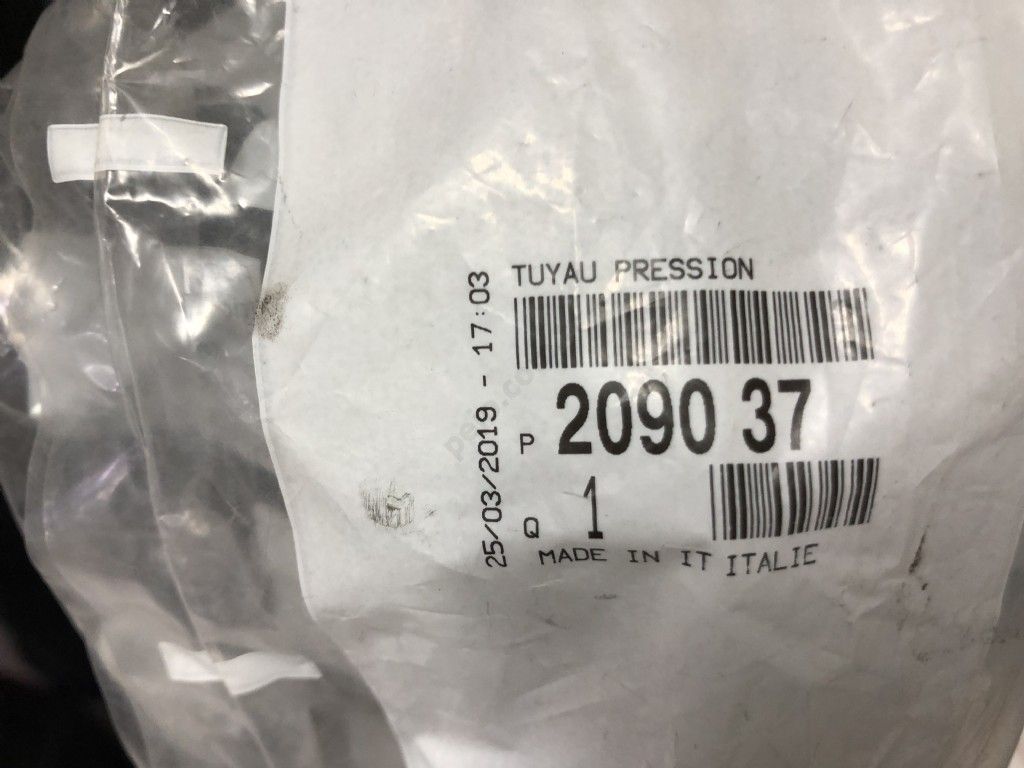 TUYAU PRESSION
25/03/2019 - 17:03
P 2090 37
Q 1
MADE IN IT ITALIE